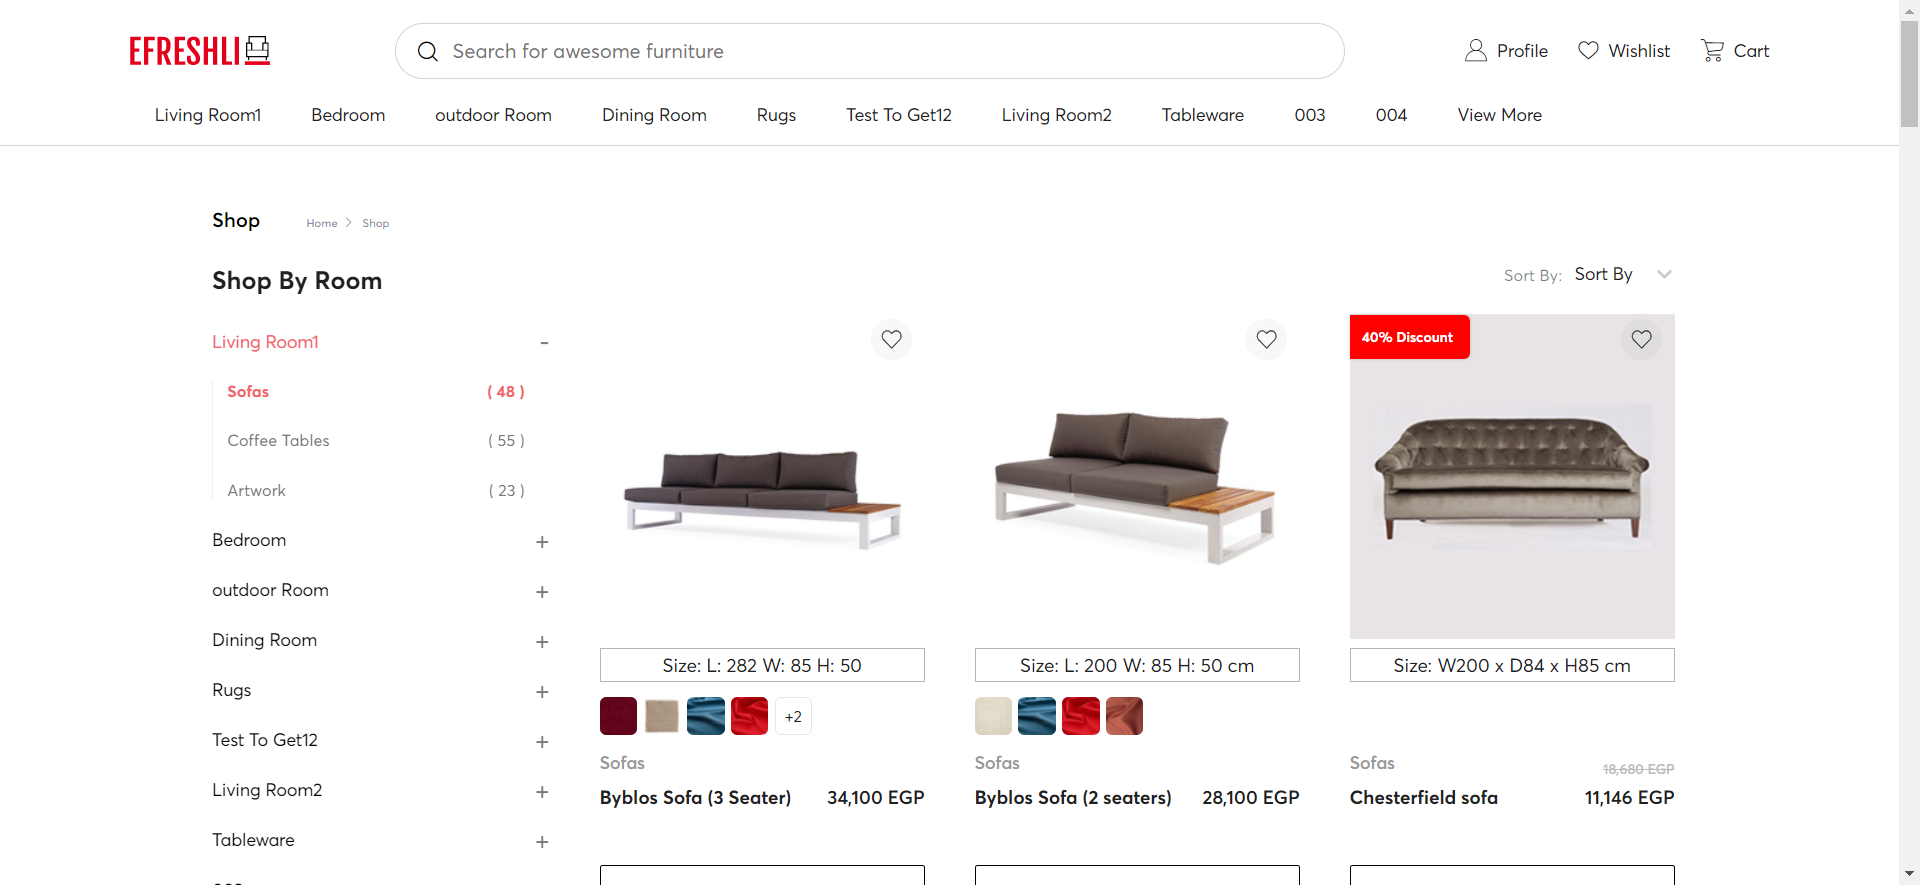 EFRESHLI
Search for awesome furniture
Profile
Wishlist
Cart
Living Room1 Bedroom outdoor Room Dining Room Rugs Test To Get12 Living Room2 Tableware 003 004 View More
Shop
Home > Shop
Shop By Room
Sort By: Sort By
Living Room1 -
Sofas ( 48 )
Coffee Tables ( 55 )
Artwork ( 23 )
Bedroom +
outdoor Room +
Dining Room +
Rugs +
Test To Get12 +
Living Room2 +
Tableware +
Size: L: 282 W: 85 H: 50
+2
Sofas
Byblos Sofa (3 Seater) 34,100 EGP
Size: L: 200 W: 85 H: 50 cm
Sofas
Byblos Sofa (2 seaters) 28,100 EGP
40% Discount
Size: W200 x D84 x H85 cm
Sofas
18,680 EGP
Chesterfield sofa 11,146 EGP